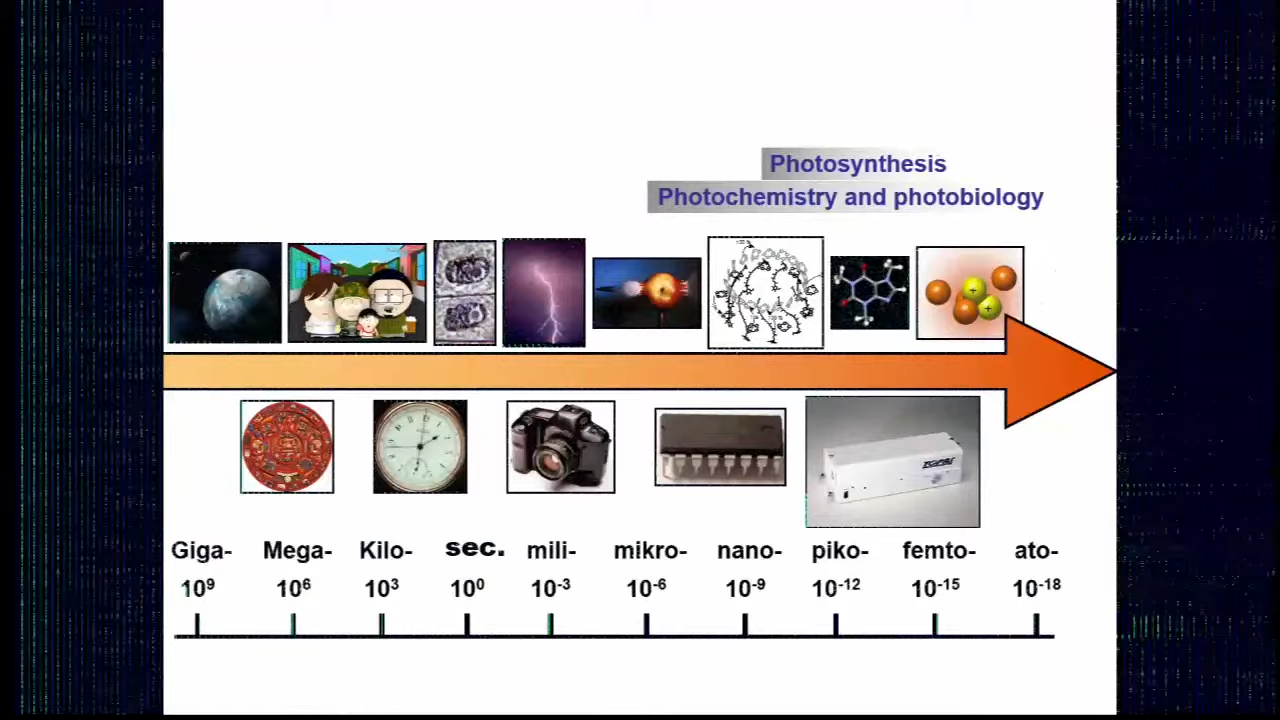 Photosynthesis
Photochemistry and photobiology
Giga- Mega- Kilo- sec. mili- mikro- nano- piko- femto- ato-
10⁹ 10⁶ 10³ 10⁰ 10⁻³ 10⁻⁶ 10⁻⁹ 10⁻¹² 10⁻¹⁵ 10⁻¹⁸